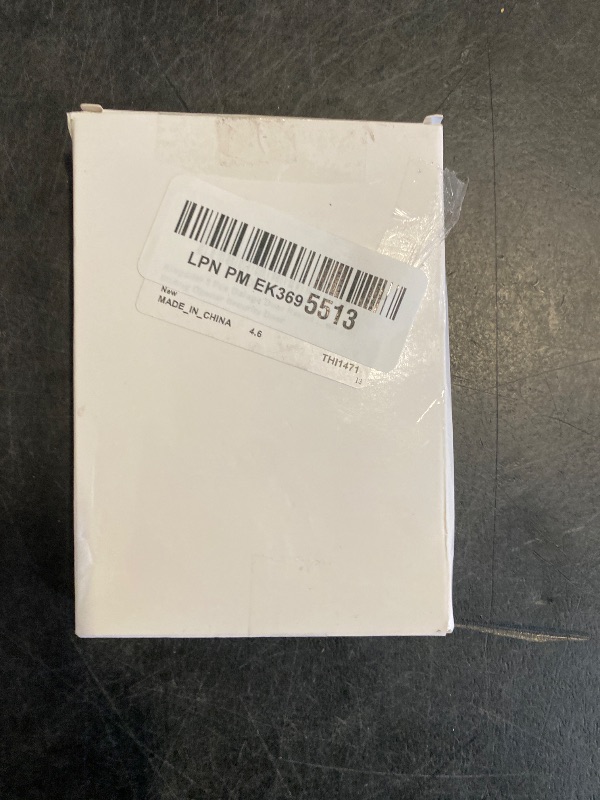 LPN PM EK3695513
New
MADE_IN_CHINA 4.6 THI1471